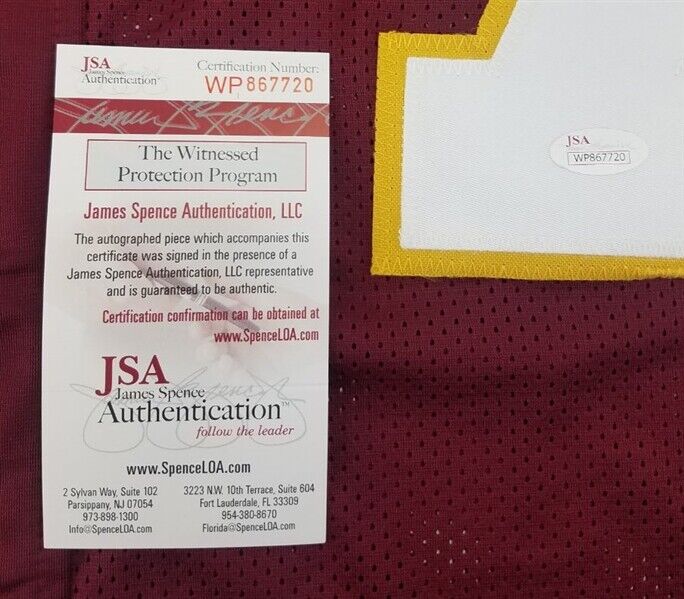 JSA
James Spence
Authentication™
Certification Number:
WP867720
James Spence
The Witnessed
Protection Program
James Spence Authentication, LLC
The autographed piece which accompanies this
certificate was signed in the presence of a
James Spence Authentication, LLC representative
and is guaranteed to be authentic.
Certification confirmation can be obtained at
www.SpenceLOA.com
JSA
James Spence
Authentication™
follow the leader
www.SpenceLOA.com
2 Sylvan Way, Suite 102
Parsippany, NJ 07054
973-898-1300
Info@SpenceLOA.com
3223 N.W. 10th Terrace, Suite 604
Fort Lauderdale, FL 33309
954-380-8670
Florida@SpenceLOA.com
JSA
WP867720